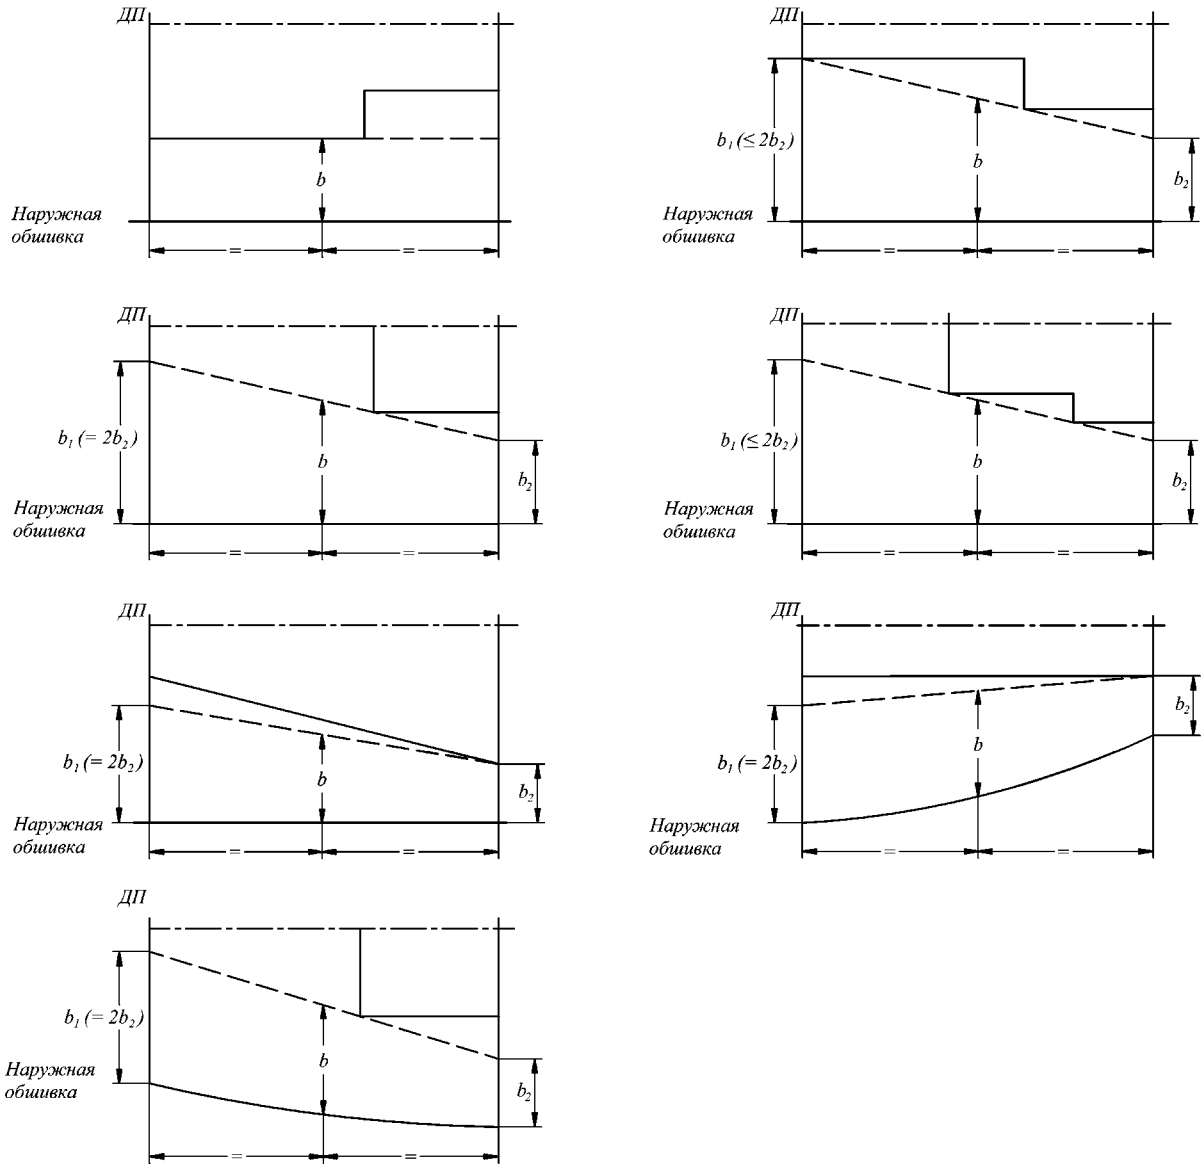 ДП
b
Наружная
обшивка
=
=
ДП
b₁ (≤ 2b₂)
b
b₂
Наружная
обшивка
=
=
ДП
b₁ (= 2b₂)
b
b₂
Наружная
обшивка
=
=
ДП
b₁ (≤ 2b₂)
b
b₂
Наружная
обшивка
=
=
ДП
b₁ (= 2b₂)
b
b₂
Наружная
обшивка
=
=
ДП
b₂
b
b₁ (= 2b₂)
Наружная
обшивка
=
=
ДП
b₁ (= 2b₂)
b
b₂
Наружная
обшивка
=
=